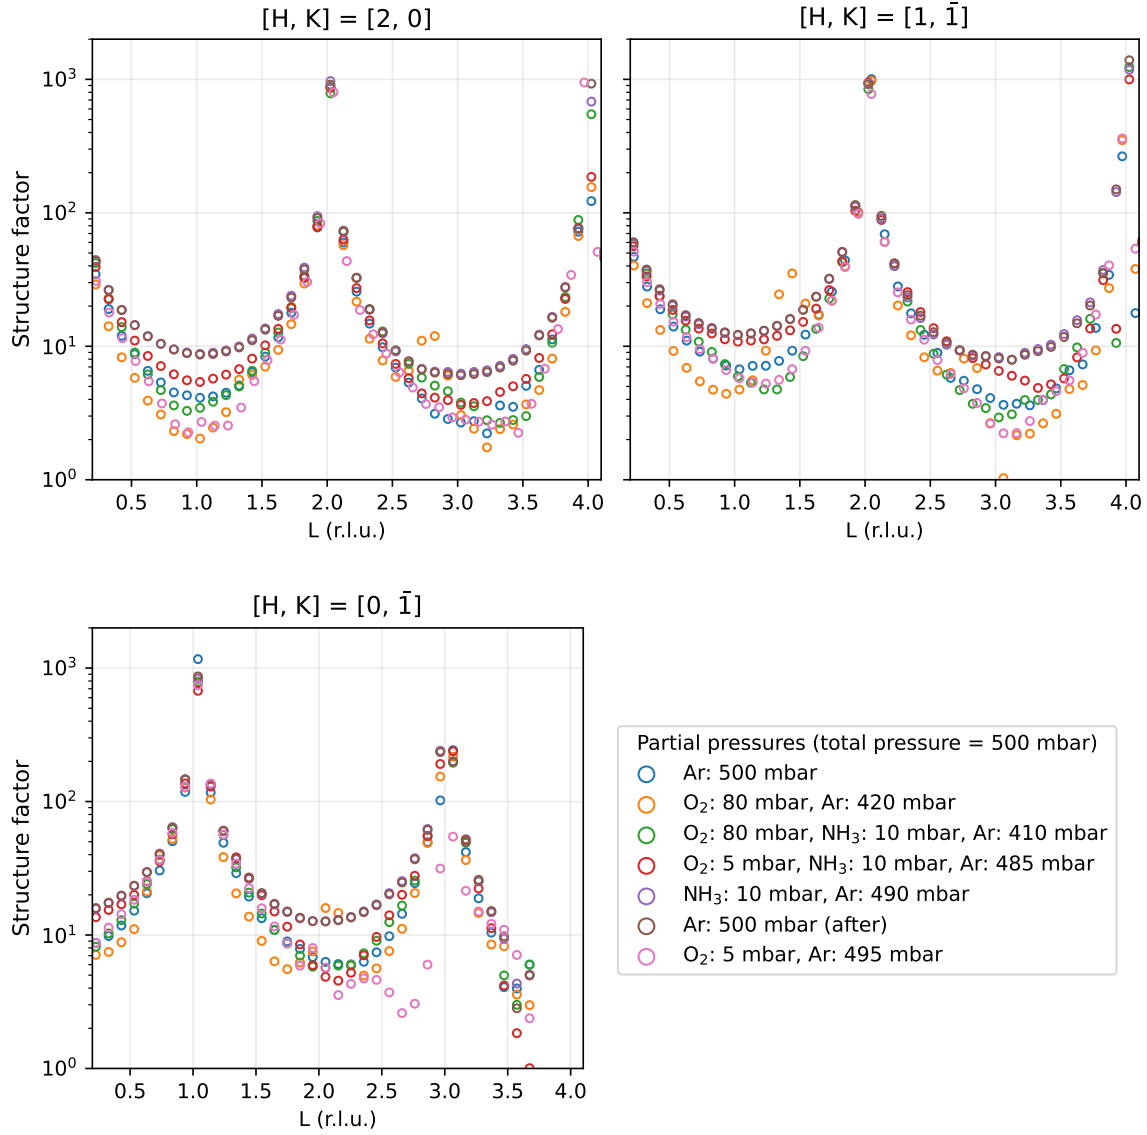 [H, K] = [2, 0]
[H, K] = [1, 1̄]
Structure factor
10³
10²
10¹
10⁰
0.5 1.0 1.5 2.0 2.5 3.0 3.5 4.0
L (r.l.u.)
0.5 1.0 1.5 2.0 2.5 3.0 3.5 4.0
L (r.l.u.)
[H, K] = [0, 1̄]
Structure factor
10³
10²
10¹
10⁰
0.5 1.0 1.5 2.0 2.5 3.0 3.5 4.0
L (r.l.u.)
Partial pressures (total pressure = 500 mbar)
Ar: 500 mbar
O₂: 80 mbar, Ar: 420 mbar
O₂: 80 mbar, NH₃: 10 mbar, Ar: 410 mbar
O₂: 5 mbar, NH₃: 10 mbar, Ar: 485 mbar
NH₃: 10 mbar, Ar: 490 mbar
Ar: 500 mbar (after)
O₂: 5 mbar, Ar: 495 mbar